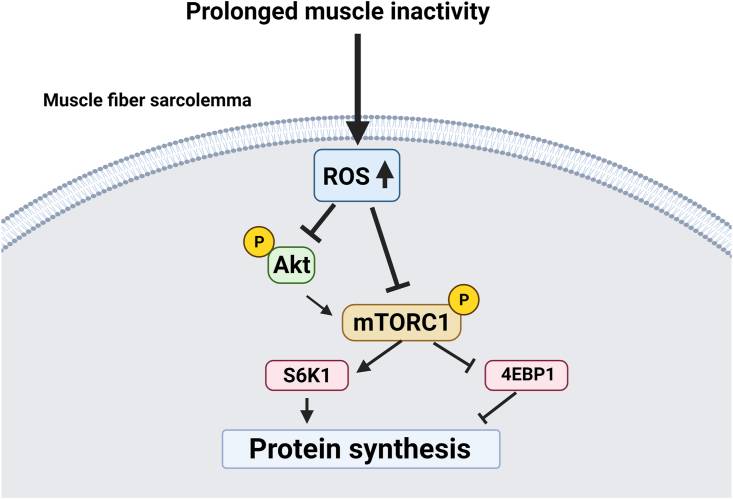 Prolonged muscle inactivity
Muscle fiber sarcolemma
ROS
P
Akt
P
mTORC1
S6K1
4EBP1
Protein synthesis